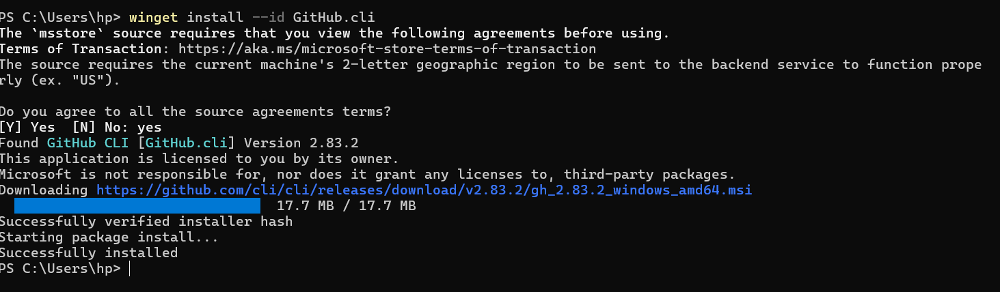 PS C:\Users\hp> winget install --id GitHub.cli
The `msstore` source requires that you view the following agreements before using.
Terms of Transaction: https://aka.ms/microsoft-store-terms-of-transaction
The source requires the current machine's 2-letter geographic region to be sent to the backend service to function prope
rly (ex. "US").
Do you agree to all the source agreements terms?
[Y] Yes  [N] No: yes
Found GitHub CLI [GitHub.cli] Version 2.83.2
This application is licensed to you by its owner.
Microsoft is not responsible for, nor does it grant any licenses to, third-party packages.
Downloading https://github.com/cli/cli/releases/download/v2.83.2/gh_2.83.2_windows_amd64.msi
17.7 MB / 17.7 MB
Successfully verified installer hash
Starting package install...
Successfully installed
PS C:\Users\hp>